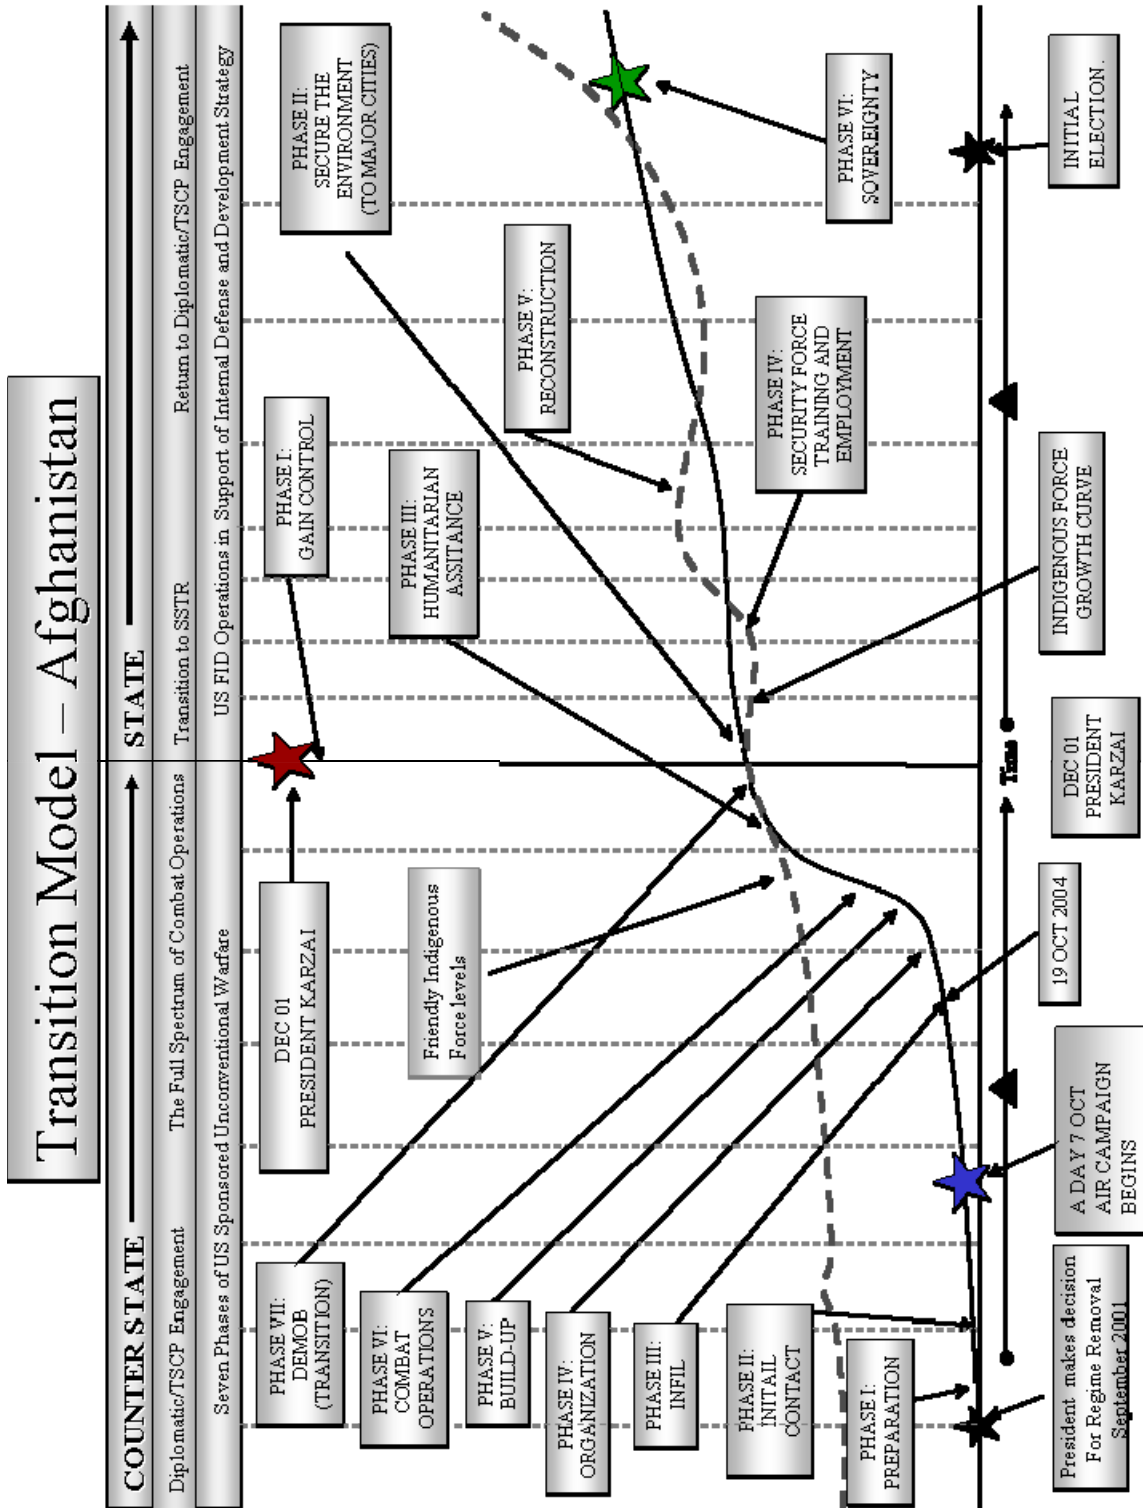 Transition Model – Afghanistan
COUNTER STATE
STATE
Diplomatic/TSCP Engagement
The Full Spectrum of Combat Operations
Transition to SSTR
Return to Diplomatic/TSCP Engagement
Seven Phases of US Sponsored Unconventional Warfare
US FID Operations in Support of Internal Defense and Development Strategy
PHASE VII:
DEMOB
(TRANSITION)
DEC 01
PRESIDENT KARZAI
PHASE I:
GAIN CONTROL
PHASE II:
SECURE THE
ENVIRONMENT
(TO MAJOR CITIES)
PHASE VI:
COMBAT
OPERATIONS
Friendly Indigenous
Force levels
PHASE III:
HUMANITARIAN
ASSITANCE
PHASE V:
BUILD-UP
PHASE V:
RECONSTRUCTION
PHASE IV:
ORGANIZATION
PHASE III:
INFIL
PHASE II:
INITAIL
CONTACT
PHASE IV:
SECURITY FORCE
TRAINING AND
EMPLOYMENT
PHASE VI:
SOVEREIGNTY
PHASE I:
PREPARATION
Time
President makes decision
For Regime Removal
September 2001
A DAY 7 OCT
AIR CAMPAIGN
BEGINS
19 OCT 2004
DEC 01
PRESIDENT
KARZAI
INDIGENOUS FORCE
GROWTH CURVE
INITIAL
ELECTION.